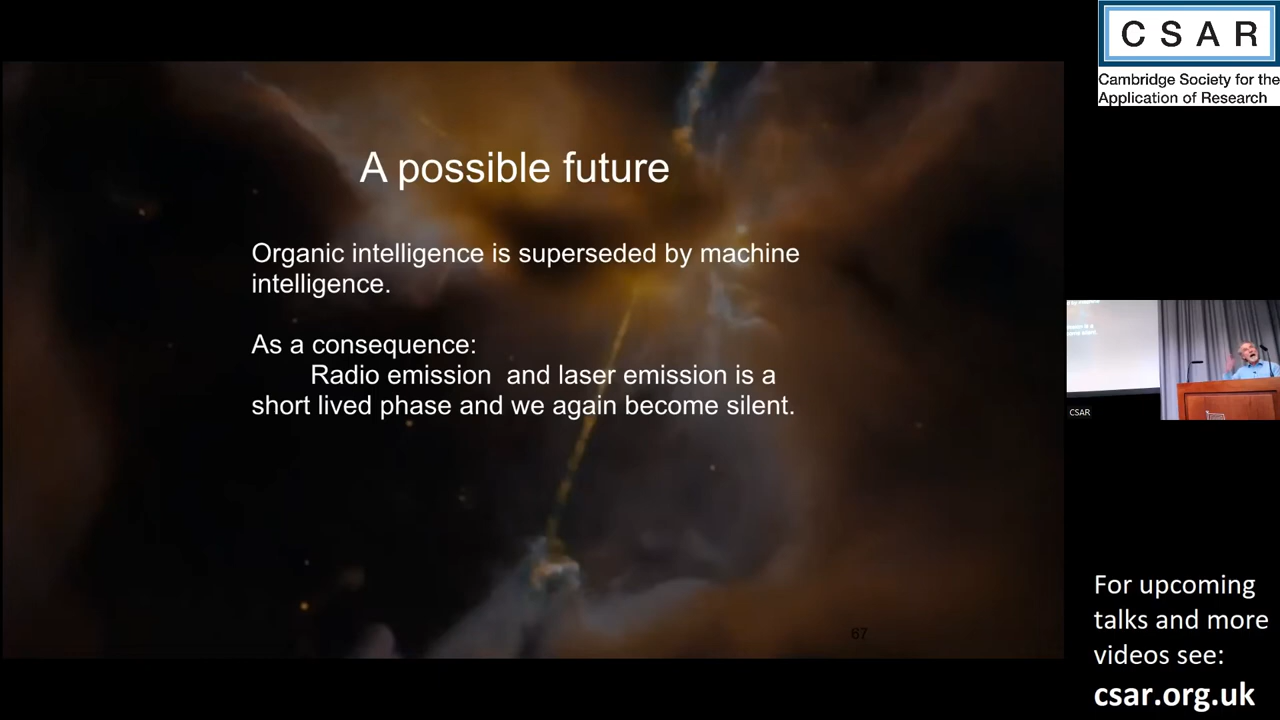 A possible future
Organic intelligence is superseded by machine
intelligence.
As a consequence:
Radio emission and laser emission is a
short lived phase and we again become silent.
67
C S A R
Cambridge Society for the
Application of Research
CSAR
For upcoming
talks and more
videos see:
csar.org.uk